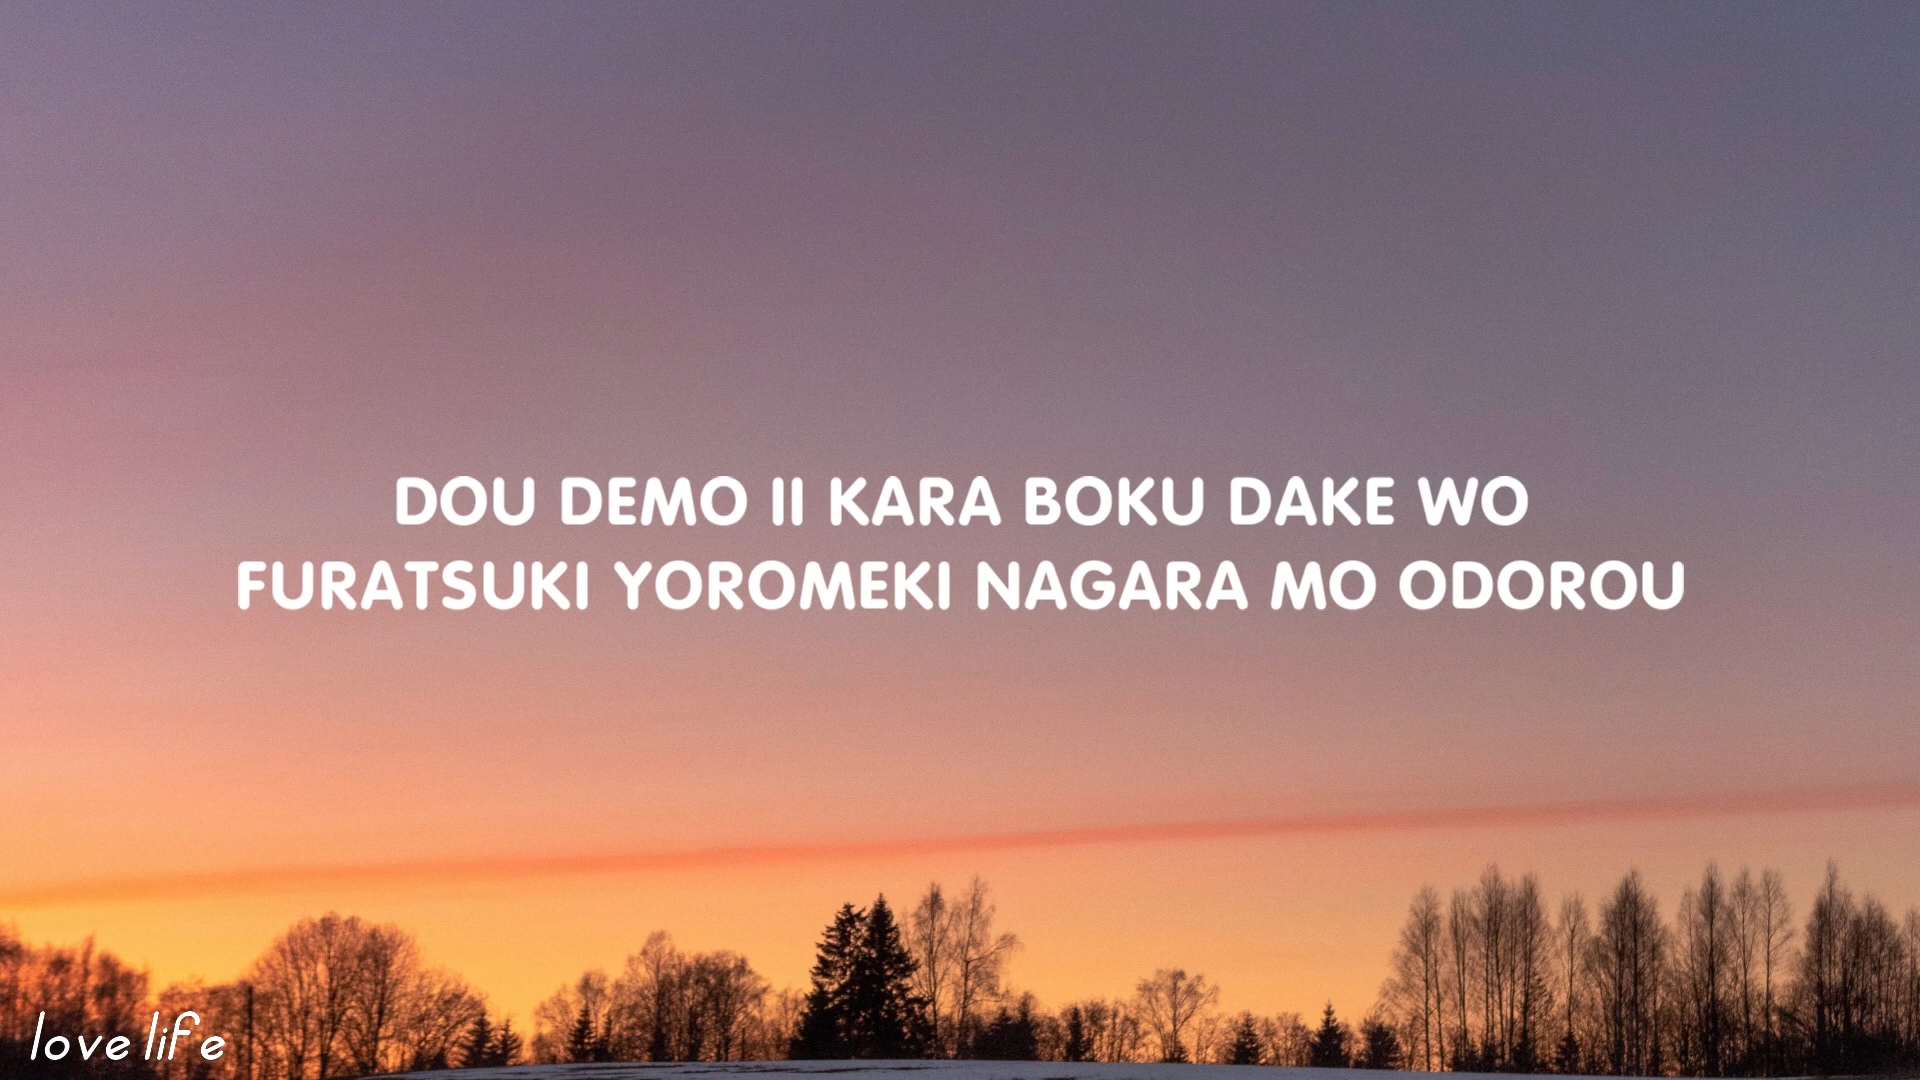 DOU DEMO II KARA BOKU DAKE WO
FURATSUKI YOROMEKI NAGARA MO ODOROU
love life